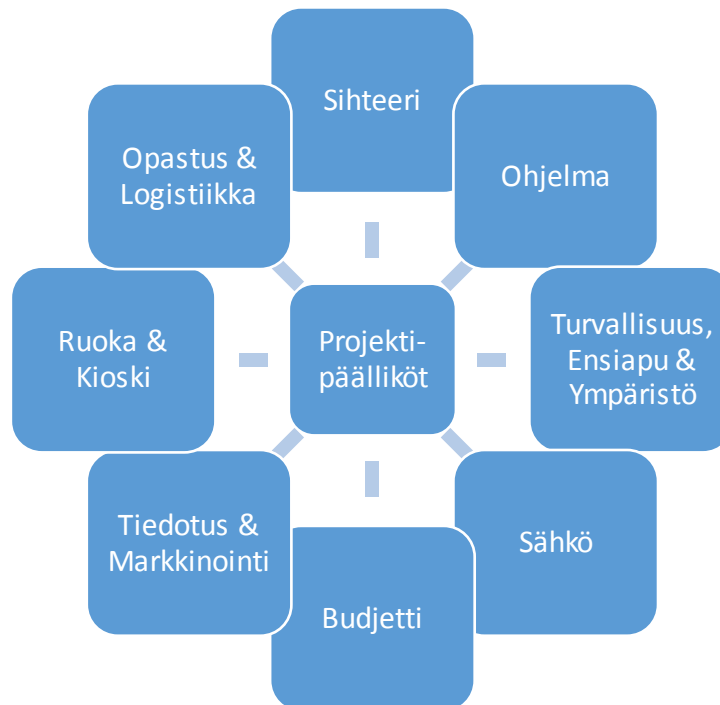 Sihteeri
Opastus &
Logistiikka
Ohjelma
Ruoka &
Kioski
Projekti-
päälliköt
Turvallisuus,
Ensiapu &
Ympäristö
Tiedotus &
Markkinointi
Sähkö
Budjetti